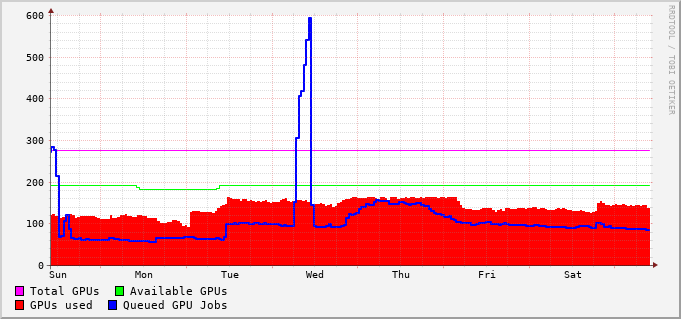 600
500
400
300
200
100
0
Sun Mon Tue Wed Thu Fri Sat
Total GPUs Available GPUs
GPUs used Queued GPU Jobs
RRDTOOL / TOBI OETIKER